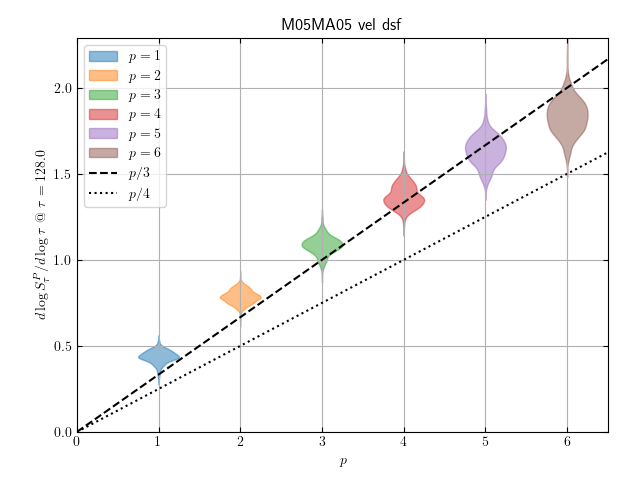 M05MA05 vel dsf
p = 1
p = 2
p = 3
p = 4
p = 5
p = 6
p/3
p/4
d log S_τ^P / d log τ @ τ = 128.0
2.0
1.5
1.0
0.5
0.0
0 1 2 3 4 5 6
p